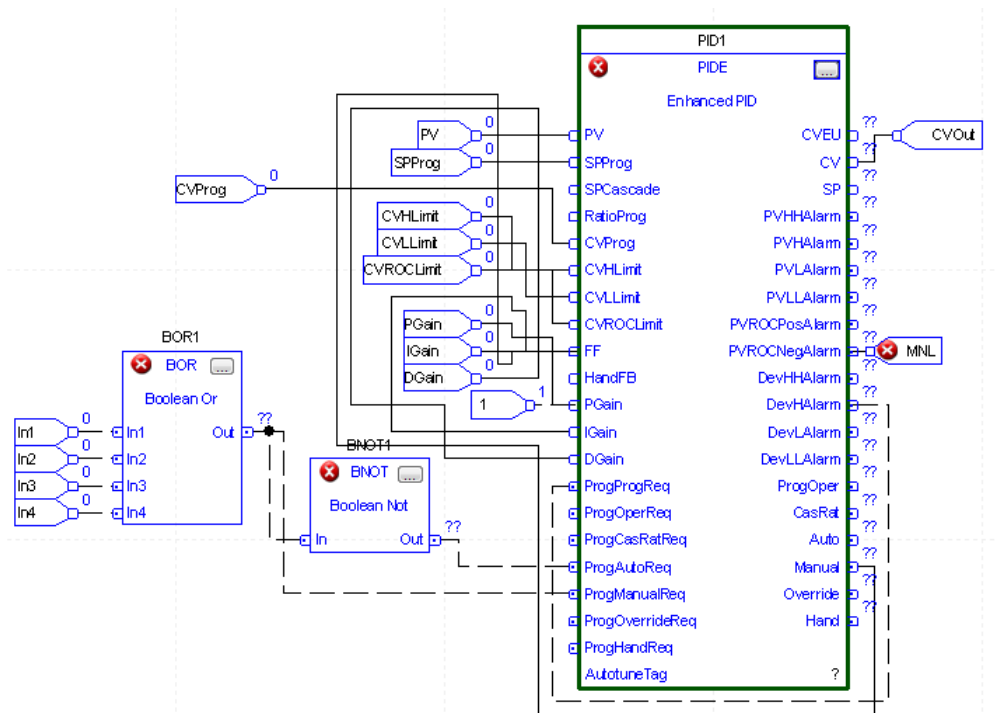 PID1
PIDE
...
Enhanced PID
PV 0 PV CVEU ?? CVOut
SPProg 0 SPProg CV ??
CVProg 0 SPCascade SP ??
CVHLimit 0 RatioProg PVHHAlarm ??
CVLLimit 0 CVProg PVHAlarm ??
CVROCLimit 0 CVHLimit PVLAlarm ??
CVLLimit PVLLAlarm ??
PGain 0 CVROCLimit PVROCPosAlarm ??
IGain 0 FF PVROCNegAlarm ?? MNL
DGain 0 HandFB DevHHAlarm ??
1 1 PGain DevHAlarm ??
IGain DevLAlarm ??
DGain DevLLAlarm ??
ProgProgReq ProgOper ??
ProgOperReq CasRat ??
ProgCasRatReq Auto ??
ProgAutoReq Manual ??
ProgManualReq Override ??
ProgOverrideReq Hand ??
ProgHandReq
AutotuneTag ?
BOR1
BOR ...
Boolean Or
In1 0 In1 Out ??
In2 0 In2
In3 0 In3
In4 0 In4
BNOT1
BNOT ...
Boolean Not
In Out ??